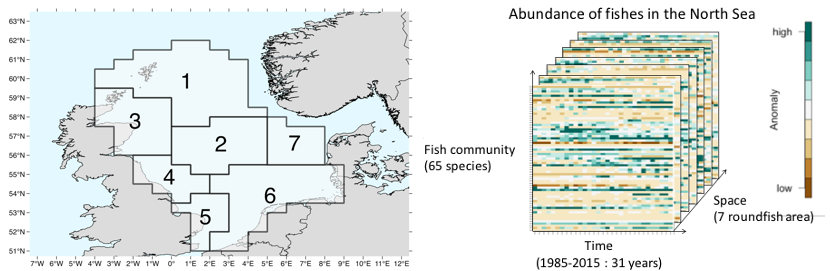 Abundance of fishes in the North Sea
63°N
62°N
61°N
60°N
59°N
58°N
57°N
56°N
55°N
54°N
53°N
52°N
51°N
7°W 6°W 5°W 4°W 3°W 2°W 1°W 0° 1°E 2°E 3°E 4°E 5°E 6°E 7°E 8°E 9°E 10°E 11°E 12°E
1
2
3
4
5
6
7
Fish community
(65 species)
Time
(1985-2015 : 31 years)
Space
(7 roundfish area)
high
Anomaly
low